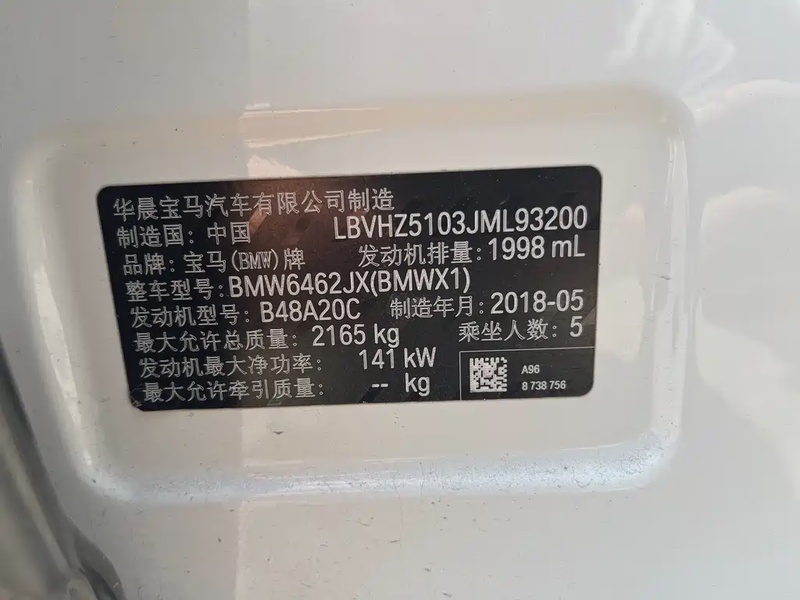 华晨宝马汽车有限公司制造
制造国: 中国 LBVHZ5103JML93200
品牌: 宝马(BMW)牌 发动机排量: 1998 mL
整车型号: BMW6462JX(BMWX1)
发动机型号: B48A20C 制造年月: 2018-05
最大允许总质量: 2165 kg 乘坐人数: 5
发动机最大净功率: 141 kW
最大允许牵引质量: -- kg
A96
8 738 756